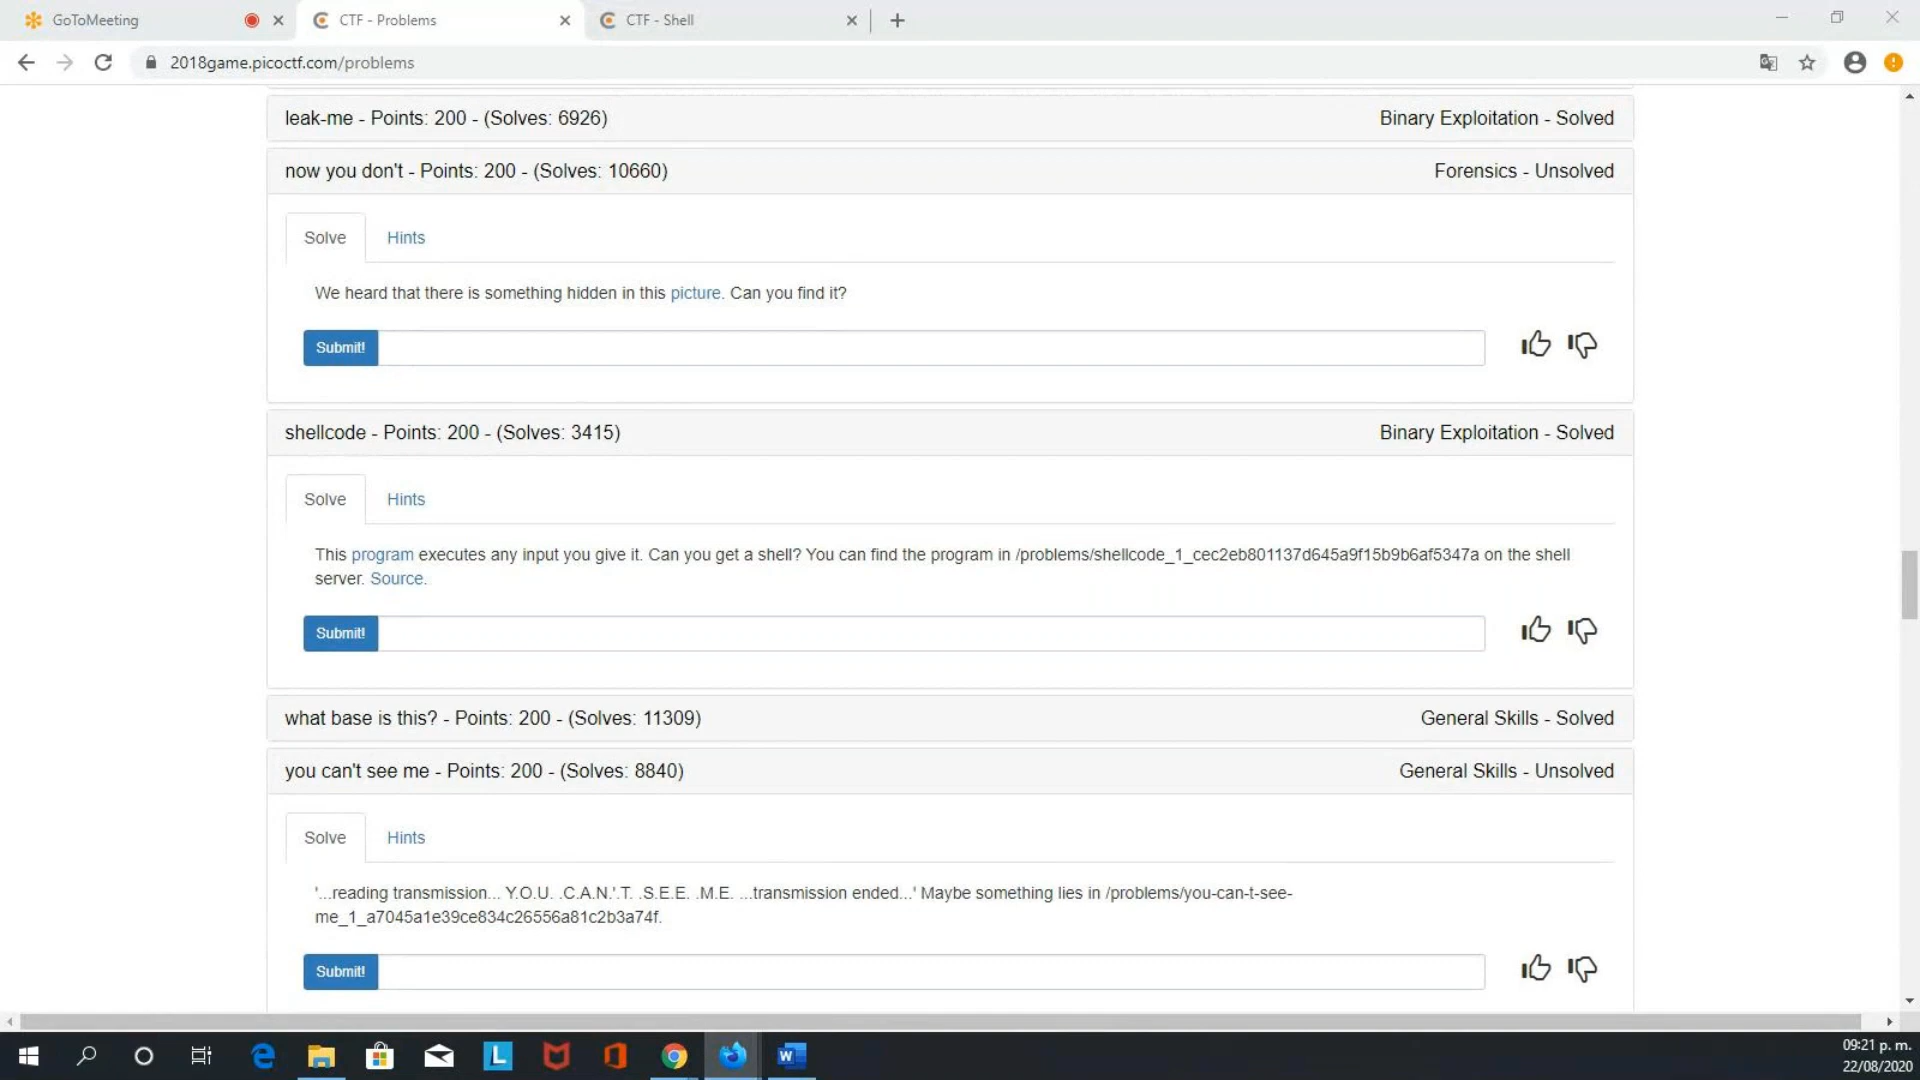 GoToMeeting
CTF - Problems
CTF - Shell
2018game.picoctf.com/problems
leak-me - Points: 200 - (Solves: 6926) Binary Exploitation - Solved
now you don't - Points: 200 - (Solves: 10660) Forensics - Unsolved
Solve Hints
We heard that there is something hidden in this picture. Can you find it?
Submit!
shellcode - Points: 200 - (Solves: 3415) Binary Exploitation - Solved
Solve Hints
This program executes any input you give it. Can you get a shell? You can find the program in /problems/shellcode_1_cec2eb801137d645a9f15b9b6af5347a on the shell
server. Source.
Submit!
what base is this? - Points: 200 - (Solves: 11309) General Skills - Solved
you can't see me - Points: 200 - (Solves: 8840) General Skills - Unsolved
Solve Hints
'...reading transmission... Y.O.U. .C.A.N.'.T. .S.E.E. .M.E. ...transmission ended...' Maybe something lies in /problems/you-can-t-see-
me_1_a7045a1e39ce834c26556a81c2b3a74f.
Submit!
09:21 p. m.
22/08/2020